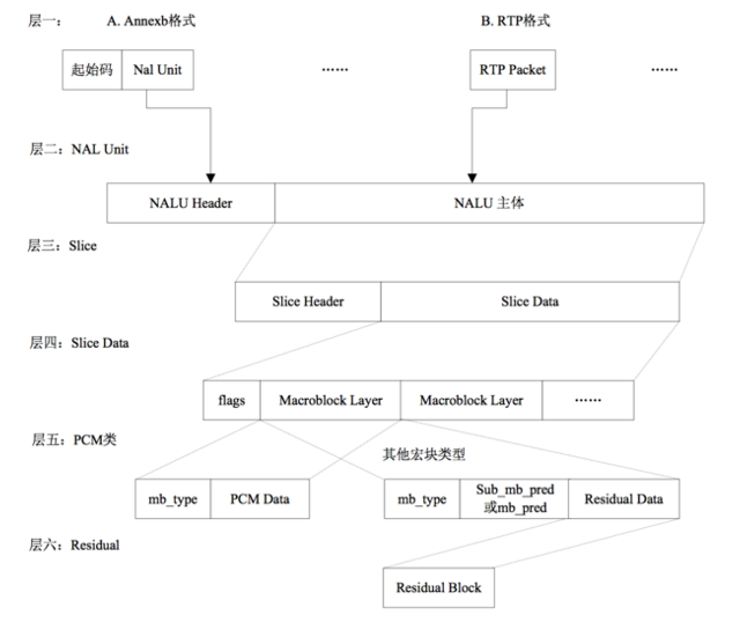 层一：
A. Annexb格式
B. RTP格式
起始码
Nal Unit
……
RTP Packet
……
层二：NAL Unit
NALU Header
NALU 主体
层三：Slice
Slice Header
Slice Data
层四：Slice Data
flags
Macroblock Layer
Macroblock Layer
……
层五：PCM类
其他宏块类型
mb_type
PCM Data
mb_type
Sub_mb_pred
或mb_pred
Residual Data
层六：Residual
Residual Block